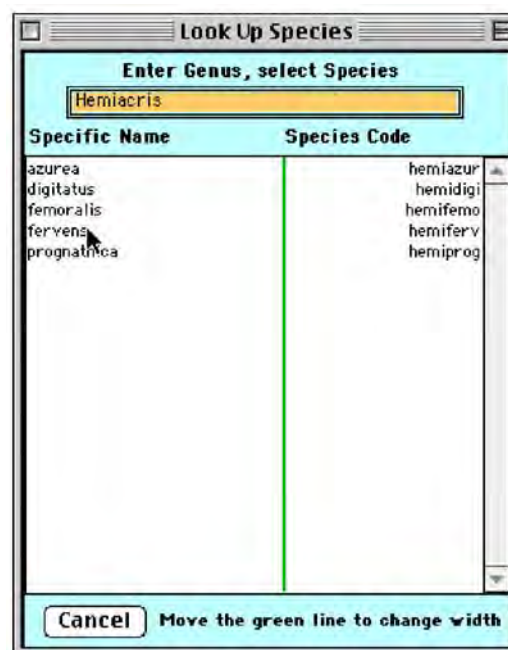 Look Up Species
Enter Genus, select Species
Hemiacris
Specific Name Species Code
azurea hemiazur
digitatus hemidigi
femoralis hemifemo
fervens hemiferv
prognathica hemiprog
Cancel Move the green line to change width